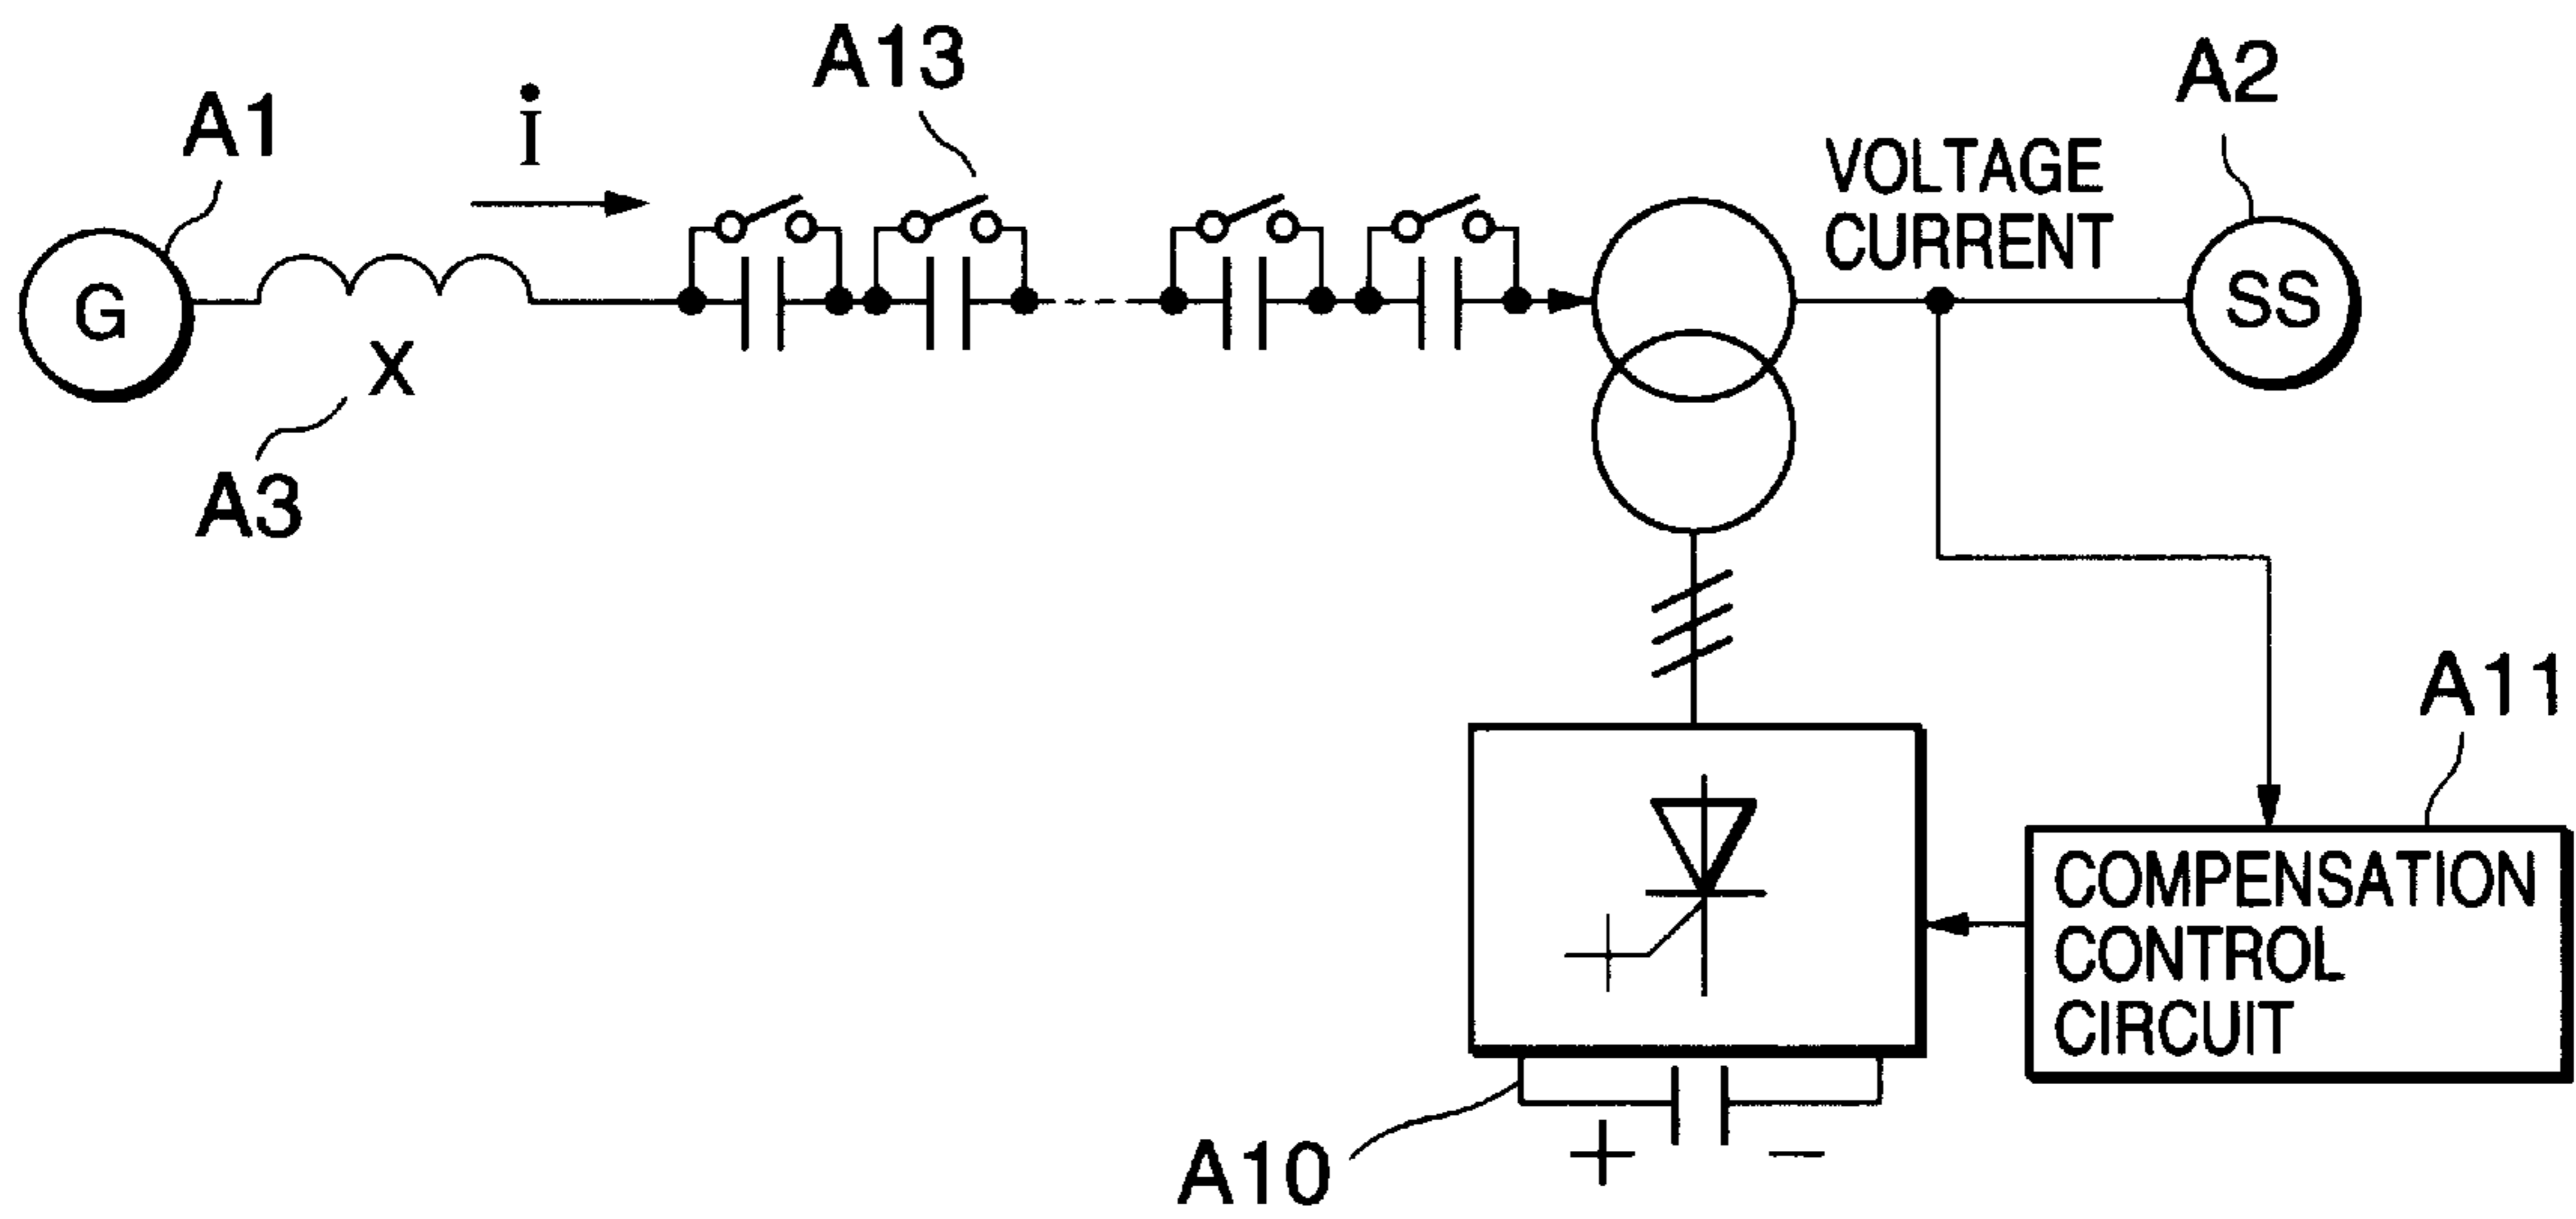 A13
A2
A1
İ
VOLTAGE
CURRENT
G
SS
X
A3
A11
COMPENSATION
CONTROL
CIRCUIT
A10
+ −